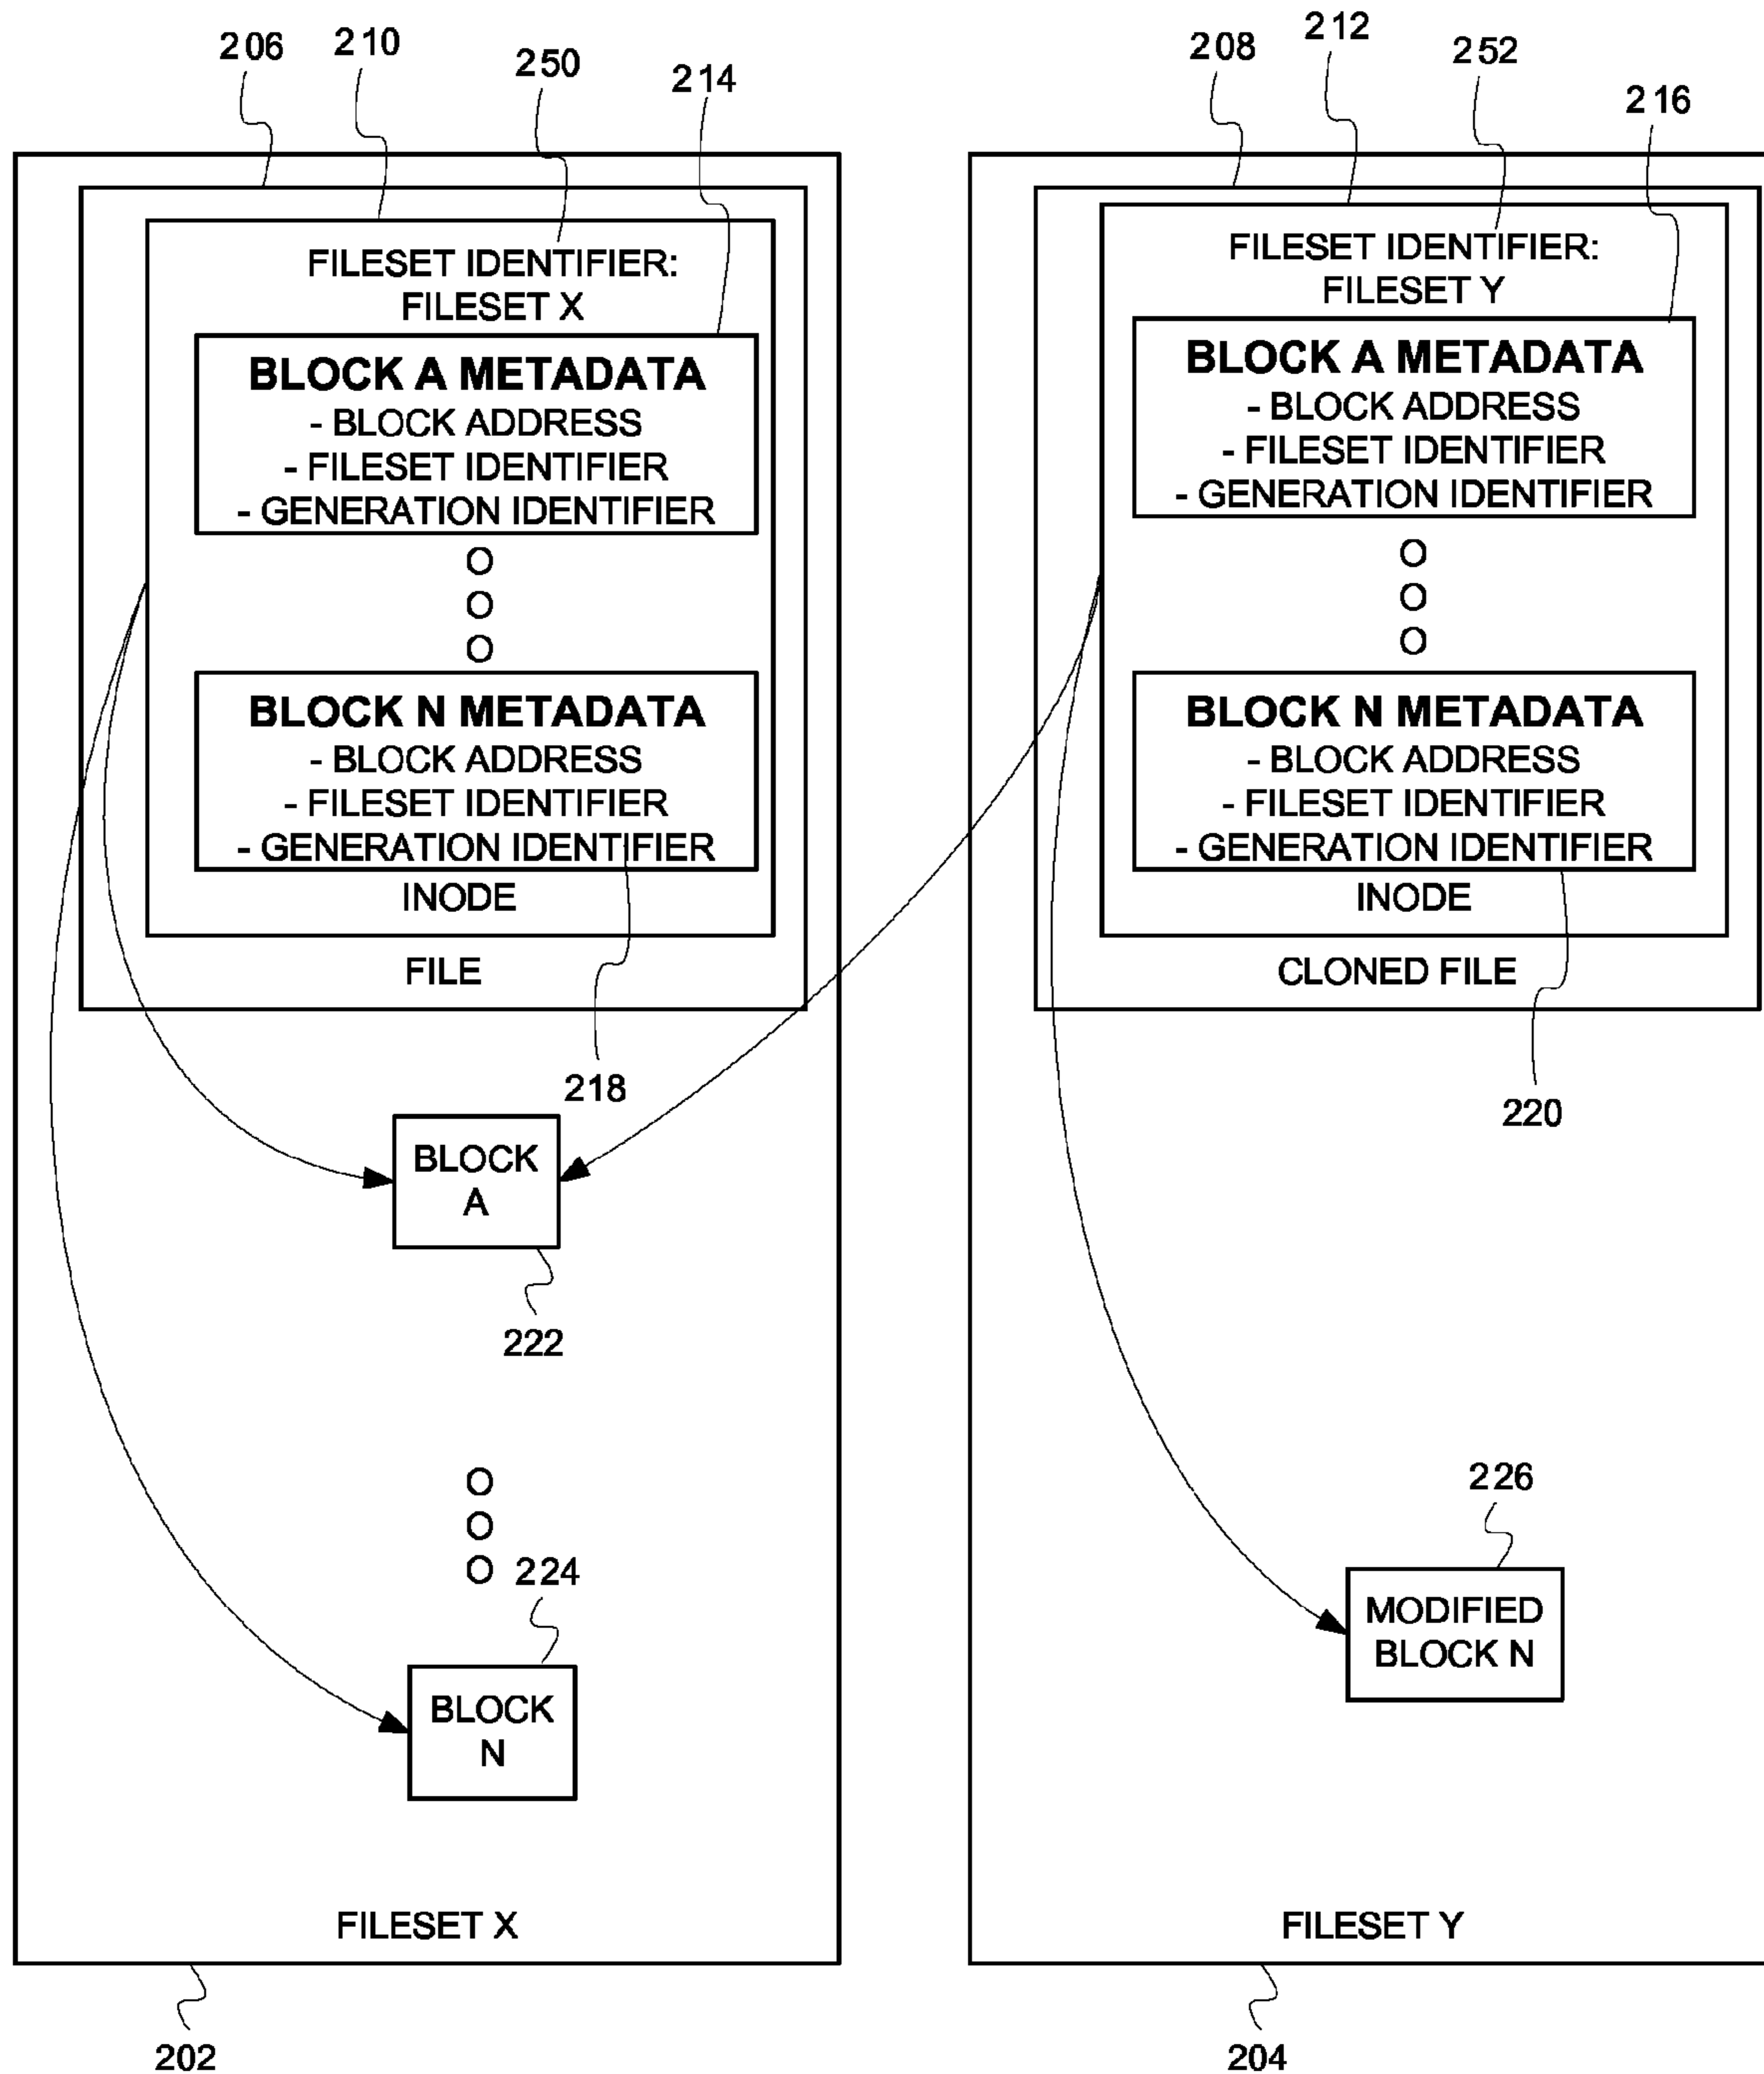 206
210
250
214
208
212
252
216
FILESET IDENTIFIER:
FILESET X
BLOCK A METADATA
- BLOCK ADDRESS
- FILESET IDENTIFIER
- GENERATION IDENTIFIER
BLOCK N METADATA
- BLOCK ADDRESS
- FILESET IDENTIFIER
- GENERATION IDENTIFIER
INODE
FILE
218
BLOCK
A
222
224
BLOCK
N
FILESET X
202
FILESET IDENTIFIER:
FILESET Y
BLOCK A METADATA
- BLOCK ADDRESS
- FILESET IDENTIFIER
- GENERATION IDENTIFIER
BLOCK N METADATA
- BLOCK ADDRESS
- FILESET IDENTIFIER
- GENERATION IDENTIFIER
INODE
CLONED FILE
220
226
MODIFIED
BLOCK N
FILESET Y
204